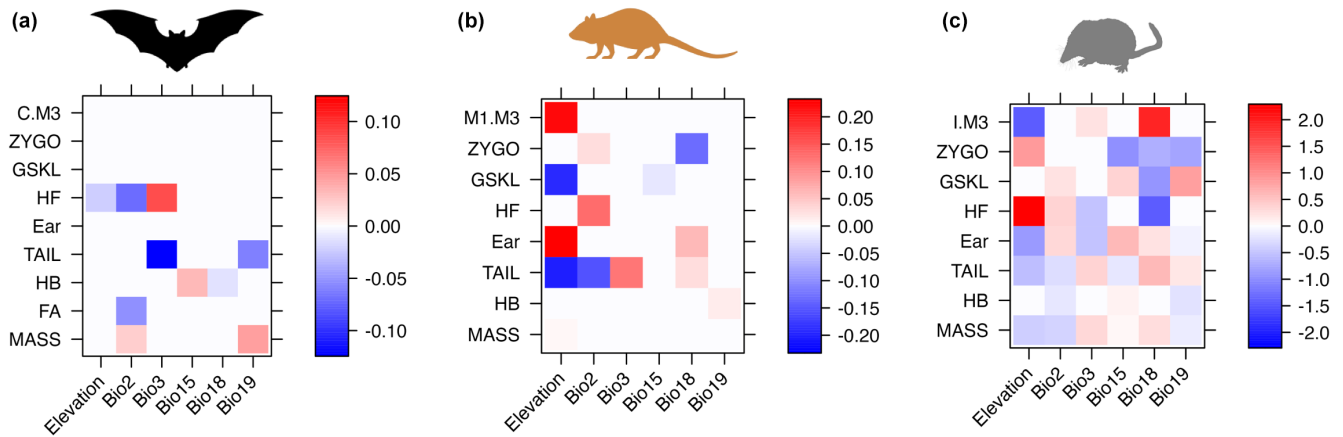 (a)
C.M3
ZYGO
GSKL
HF
Ear
TAIL
HB
FA
MASS
Elevation
Bio2
Bio3
Bio15
Bio18
Bio19
0.10
0.05
0.00
-0.05
-0.10
(b)
M1.M3
ZYGO
GSKL
HF
Ear
TAIL
HB
MASS
Elevation
Bio2
Bio3
Bio15
Bio18
Bio19
0.20
0.15
0.10
0.05
0.00
-0.05
-0.10
-0.15
-0.20
(c)
I.M3
ZYGO
GSKL
HF
Ear
TAIL
HB
MASS
Elevation
Bio2
Bio3
Bio15
Bio18
Bio19
2.0
1.5
1.0
0.5
0.0
-0.5
-1.0
-1.5
-2.0